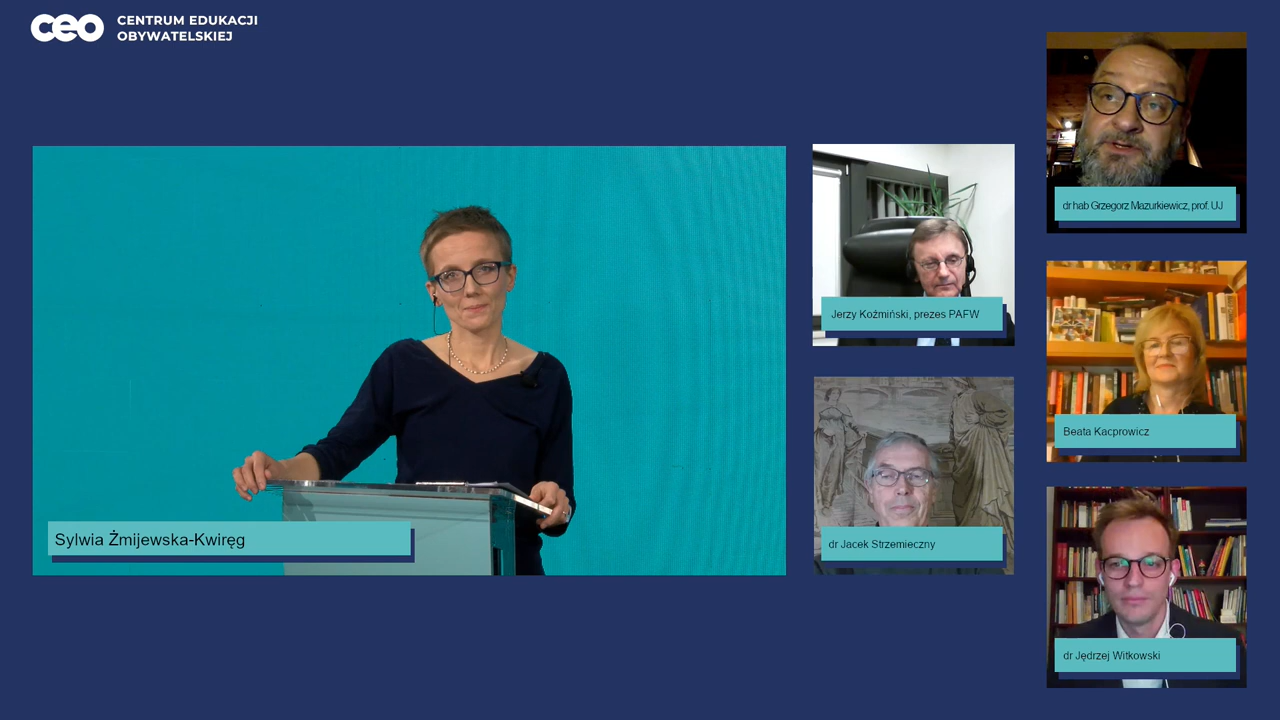 ceo
CENTRUM EDUKACJI
OBYWATELSKIEJ
Sylwia Żmijewska-Kwiręg
Jerzy Koźmiński, prezes PAFW
dr Jacek Strzemieczny
dr hab Grzegorz Mazurkiewicz, prof. UJ
Beata Kacprowicz
dr Jędrzej Witkowski